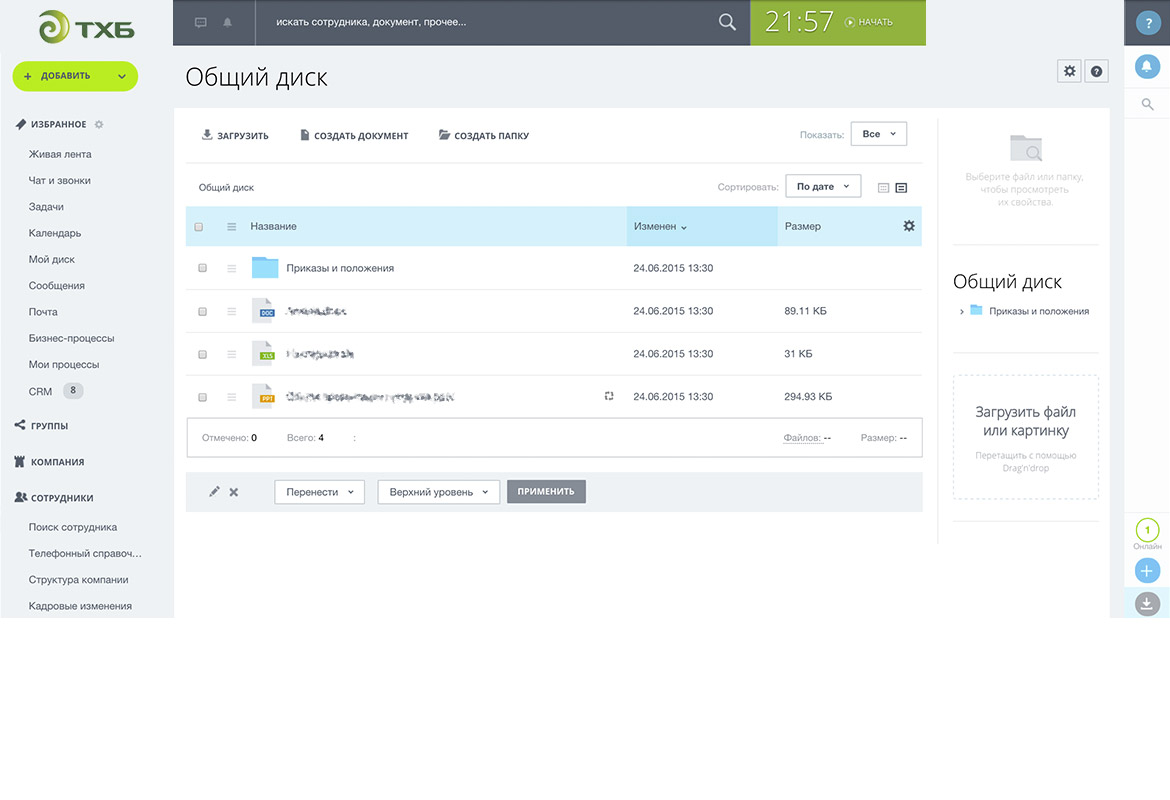 ТХБ
искать сотрудника, документ, прочее...
21:57 НАЧАТЬ
?
+ ДОБАВИТЬ
Общий диск
?
ИЗБРАННОЕ
Живая лента
Чат и звонки
Задачи
Календарь
Мой диск
Сообщения
Почта
Бизнес-процессы
Мои процессы
CRM 8
ГРУППЫ
КОМПАНИЯ
СОТРУДНИКИ
Поиск сотрудника
Телефонный справоч...
Структура компании
Кадровые изменения
ЗАГРУЗИТЬ СОЗДАТЬ ДОКУМЕНТ СОЗДАТЬ ПАПКУ
Показать: Все
Общий диск
Сортировать: По дате
Название Изменен Размер
Приказы и положения 24.06.2015 13:30
DOC 24.06.2015 13:30 89.11 КБ
XLS 24.06.2015 13:30 31 КБ
PPT 24.06.2015 13:30 294.93 КБ
Отмечено: 0 Всего: 4 : Файлов: -- Размер: --
Перенести Верхний уровень ПРИМЕНИТЬ
Выберите файл или папку,
чтобы просмотреть
их свойства.
Общий диск
Приказы и положения
Загрузить файл
или картинку
Перетащить с помощью
Drag'n'drop
1
Онлайн